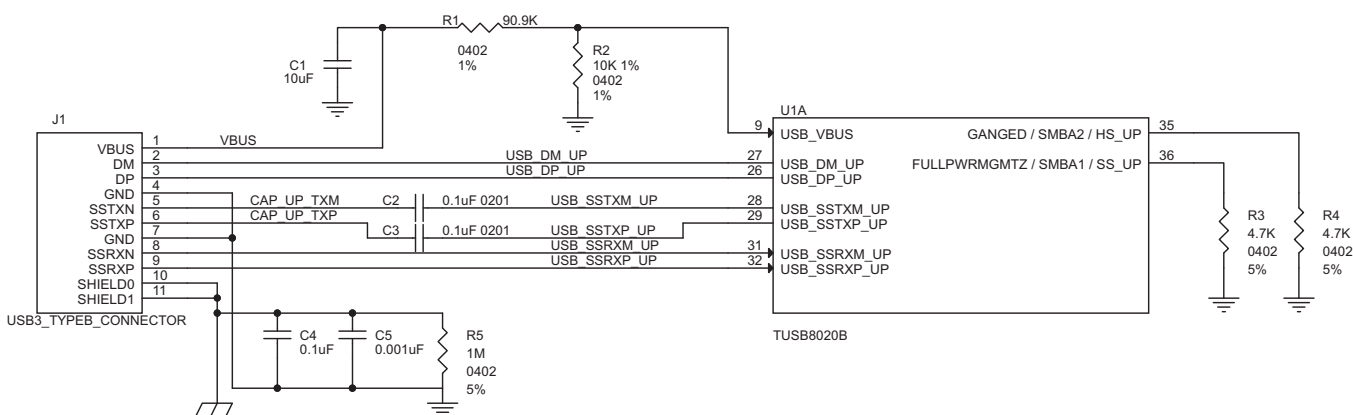 R1
90.9K
0402
1%
C1
10uF
R2
10K 1%
0402
1%
J1
VBUS
DM
DP
GND
SSTXN
SSTXP
GND
SSRXN
SSRXP
SHIELD0
SHIELD1
1
2
3
4
5
6
7
8
9
10
11
USB3_TYPEB_CONNECTOR
VBUS
USB_DM_UP
USB_DP_UP
CAP_UP_TXM
C2
0.1uF 0201
USB_SSTXM_UP
CAP_UP_TXP
C3
0.1uF 0201
USB_SSTXP_UP
USB_SSRXM_UP
USB_SSRXP_UP
C4
0.1uF
C5
0.001uF
R5
1M
0402
5%
U1A
9
27
26
28
29
31
32
USB_VBUS
USB_DM_UP
USB_DP_UP
USB_SSTXM_UP
USB_SSTXP_UP
USB_SSRXM_UP
USB_SSRXP_UP
GANGED / SMBA2 / HS_UP
FULLPWRMGMTZ / SMBA1 / SS_UP
35
36
TUSB8020B
R3
4.7K
0402
5%
R4
4.7K
0402
5%